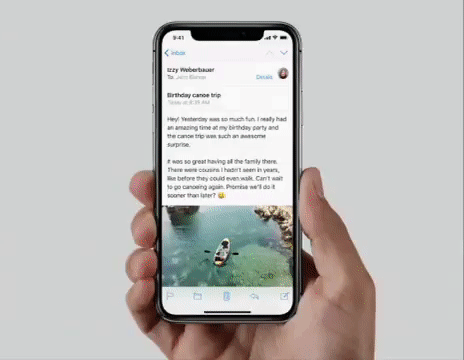 9:41
Inbox
Izzy Weberbauer
To: John Bishop
Details
Birthday canoe trip
Today at 8:39 AM
Hey! Yesterday was so much fun. I really had
an amazing time at my birthday party and
the canoe trip was such an awesome
surprise.
It was so great having all the family there.
There were cousins I hadn't seen in years,
like before they could even walk. Can't wait
to go canoeing again. Promise we'll do it
sooner than later? 😀